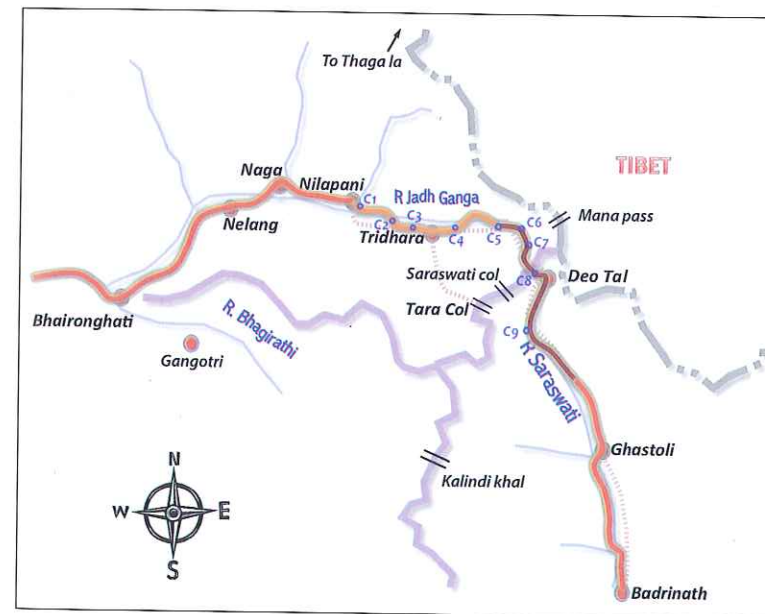 To Thaga la
TIBET
Naga
Nilapani
C1
R Jadh Ganga
Nelang
C2
C3
Tridhara
C4
C5
C6
Mana pass
C7
Saraswati col
C8
Deo Tal
Tara Col
Bhaironghati
R. Bhagirathi
C9
R Saraswati
Gangotri
Ghastoli
Kalindi khal
N
W
E
S
Badrinath